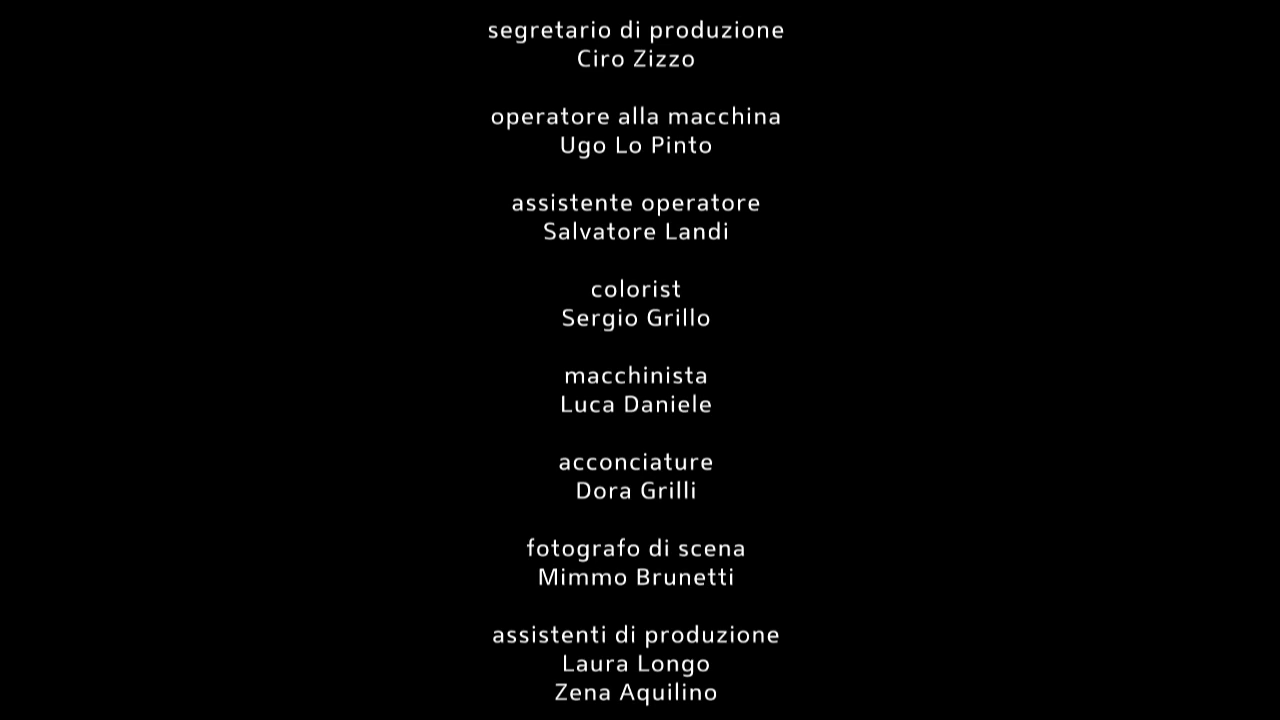 segretario di produzione
Ciro Zizzo
operatore alla macchina
Ugo Lo Pinto
assistente operatore
Salvatore Landi
colorist
Sergio Grillo
macchinista
Luca Daniele
acconciature
Dora Grilli
fotografo di scena
Mimmo Brunetti
assistenti di produzione
Laura Longo
Zena Aquilino